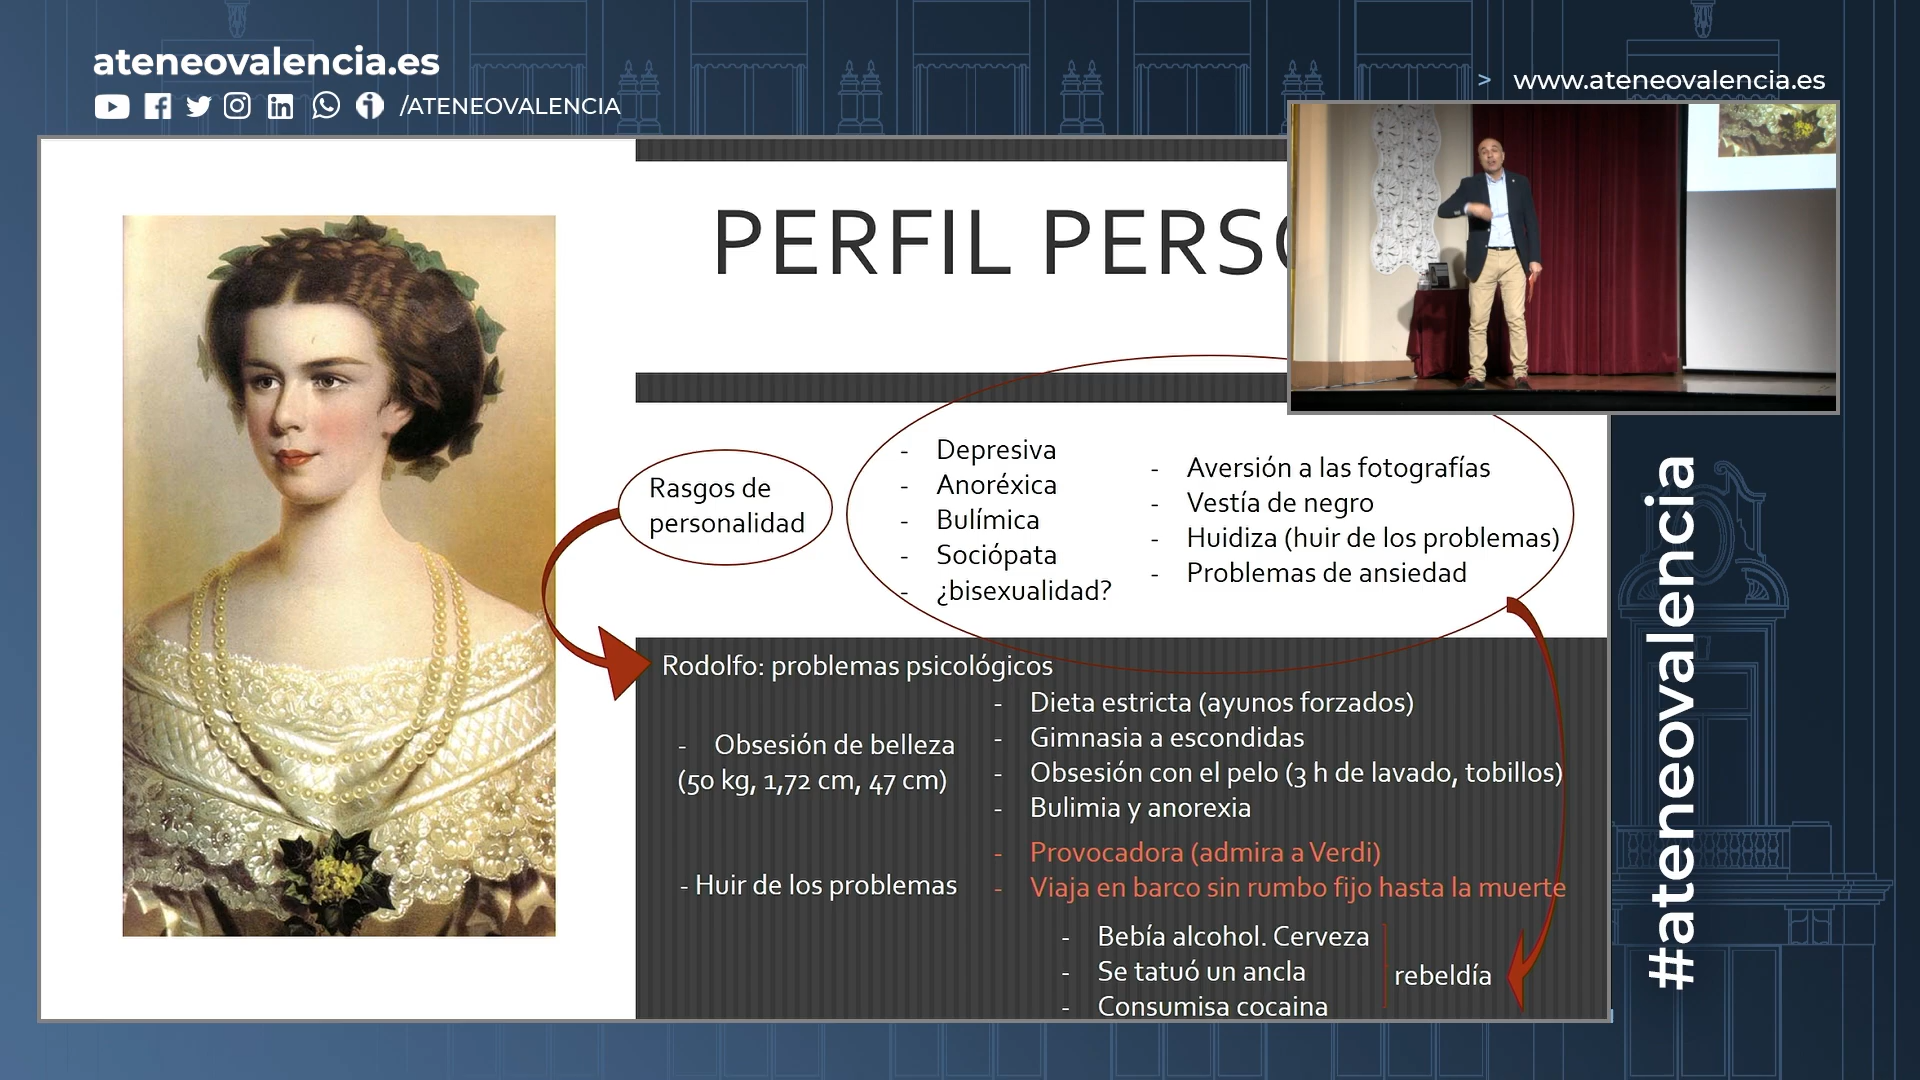 ateneovalencia.es
/ATENEOVALENCIA
> www.ateneovalencia.es
PERFIL PERSO
Rasgos de
personalidad
- Depresiva
- Anoréxica
- Bulímica
- Sociópata
- ¿bisexualidad?
- Aversión a las fotografías
- Vestía de negro
- Huidiza (huir de los problemas)
- Problemas de ansiedad
Rodolfo: problemas psicológicos
- Obsesión de belleza
(50 kg, 1,72 cm, 47 cm)
- Dieta estricta (ayunos forzados)
- Gimnasia a escondidas
- Obsesión con el pelo (3 h de lavado, tobillos)
- Bulimia y anorexia
- Huir de los problemas
- Provocadora (admira a Verdi)
- Viaja en barco sin rumbo fijo hasta la muerte
- Bebía alcohol. Cerveza
- Se tatuó un ancla
- Consumisa cocaina
rebeldía
#ateneovalencia